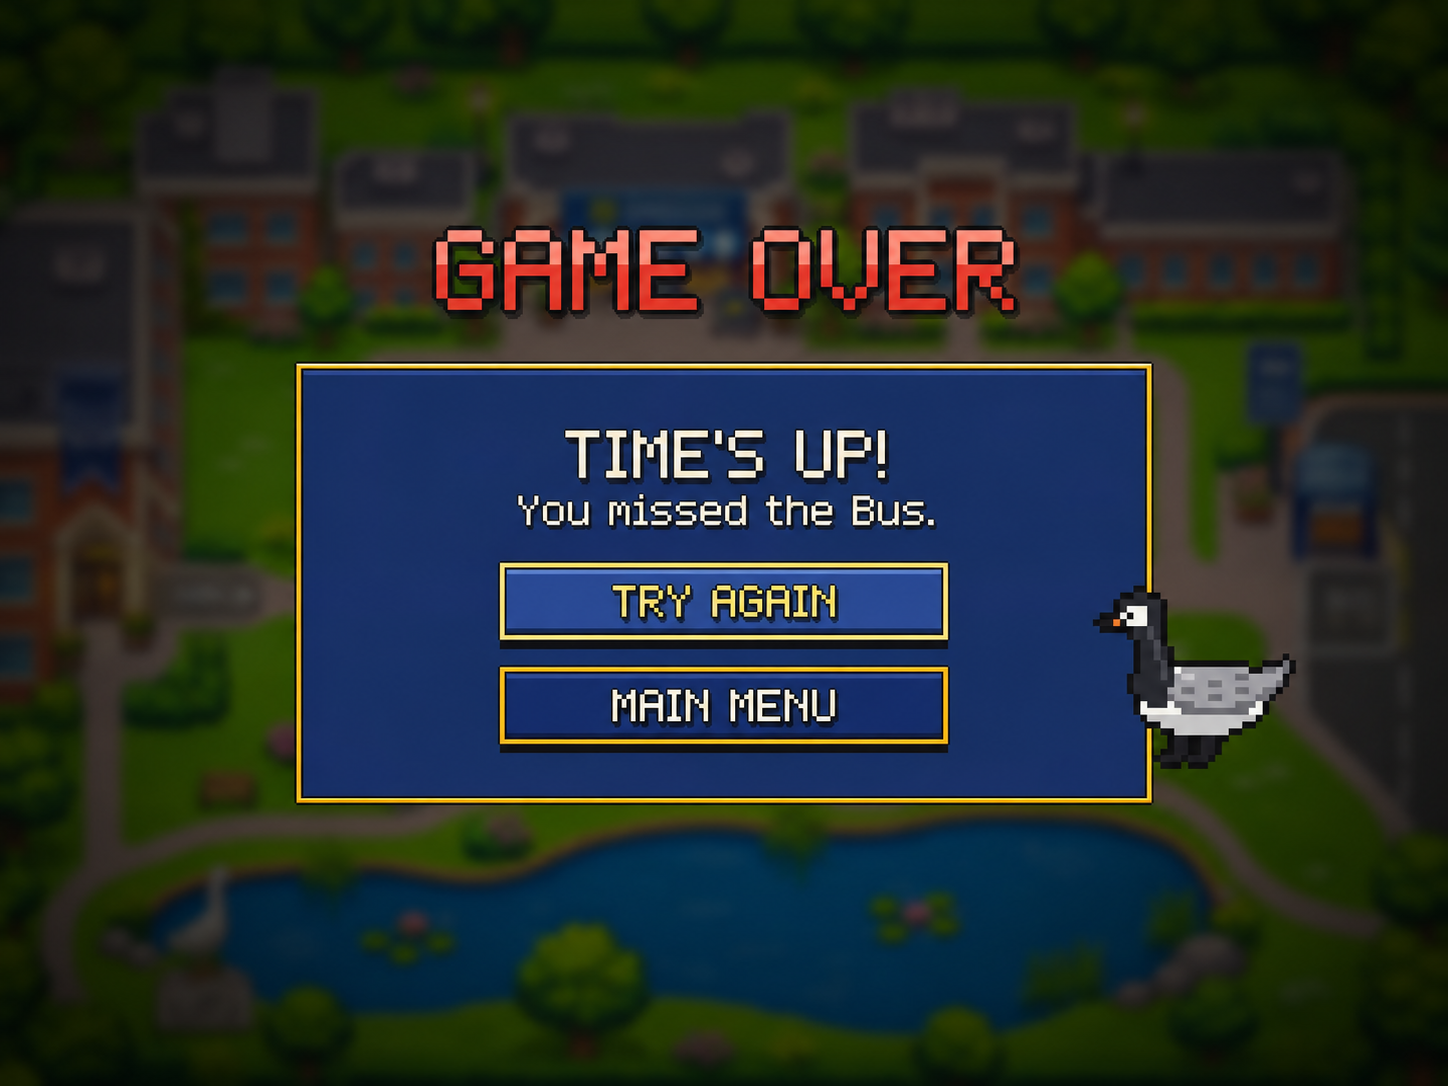 GAME OVER
TIME'S UP!
You missed the Bus.
TRY AGAIN
MAIN MENU